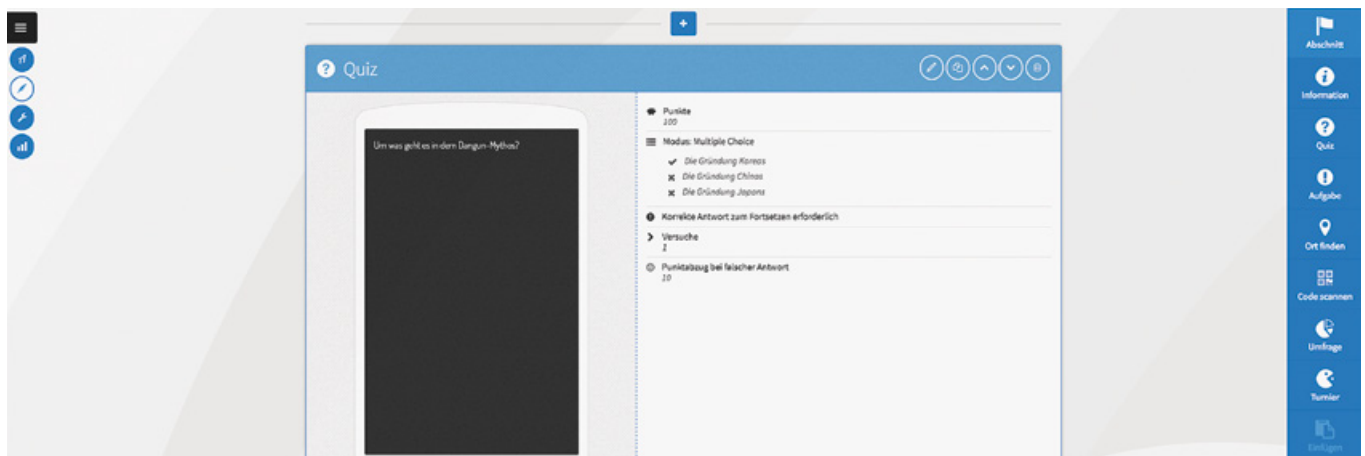 Quiz
Um was geht es in dem Dangun-Mythos?
Punkte
100
Modus: Multiple Choice
Die Gründung Koreas
Die Gründung Chinas
Die Gründung Japans
Korrekte Antwort zum Fortsetzen erforderlich
Versuche
1
Punktabzug bei falscher Antwort
10
Abschnitt
Information
Quiz
Aufgabe
Ort finden
Code scannen
Umfrage
Turnier
Einfügen